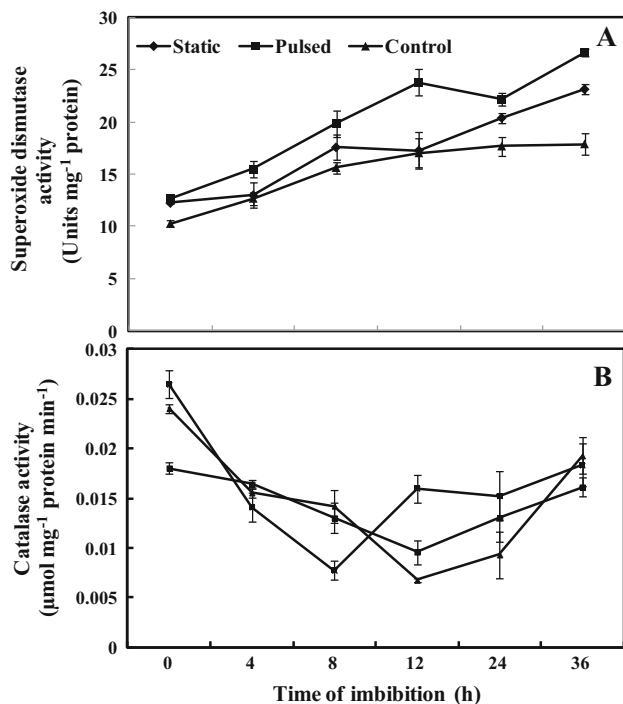 30
25
20
15
10
5
0
Static Pulsed Control
A
Superoxide dismutase
activity
(Units mg⁻¹ protein)
0.03
0.025
0.02
0.015
0.01
0.005
0
B
Catalase activity
(µmol mg⁻¹ protein min⁻¹)
0 4 8 12 24 36
Time of imbibition (h)